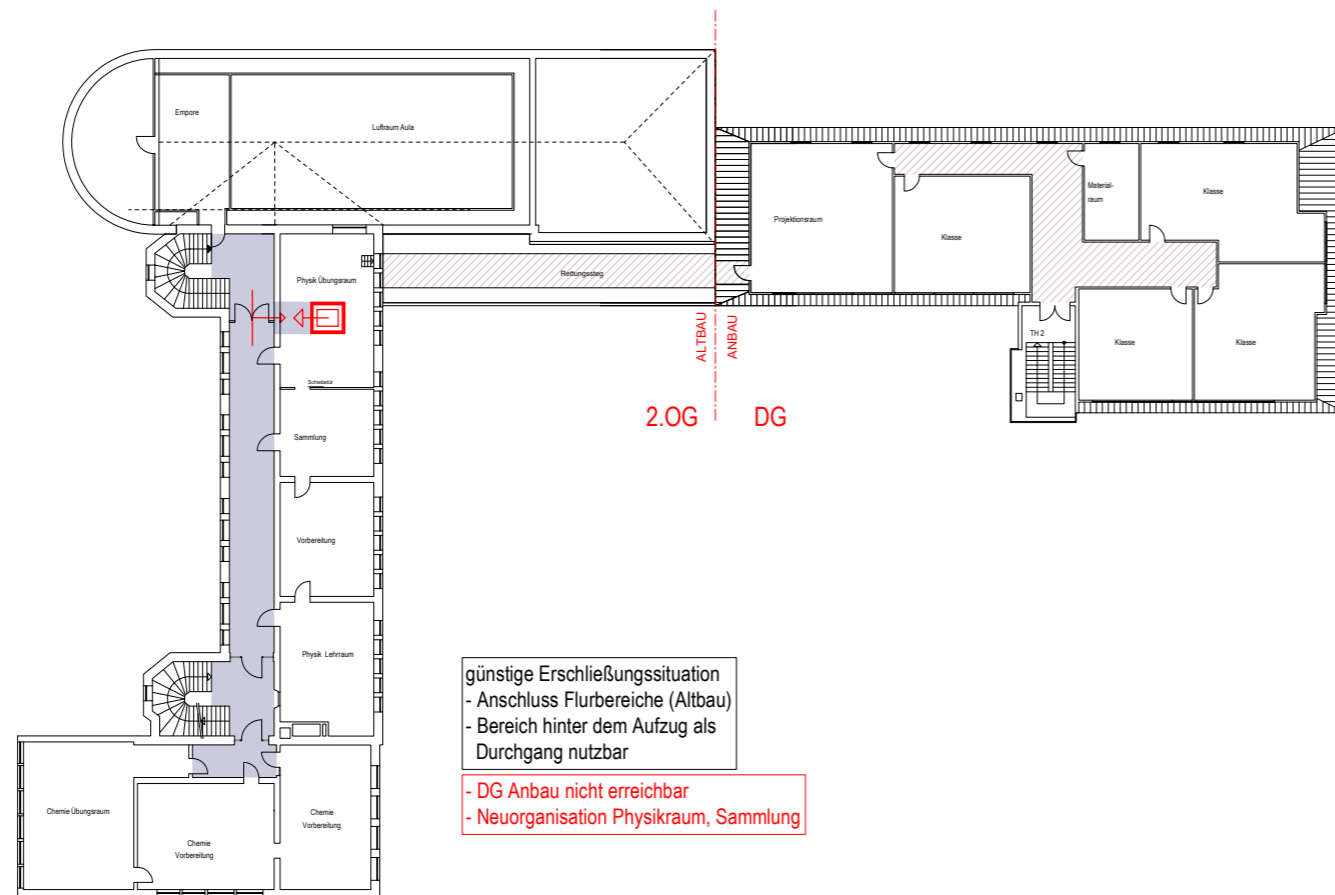 Empore
Luftraum Aula
Projektionsraum
Klasse
Material-
raum
Klasse
Physik Übungsraum
Rettungssteg
ALTBAU
ANBAU
TH 2
Klasse
Klasse
Schiebetür
2.OG
DG
Sammlung
Vorbereitung
Physik Lehrraum
günstige Erschließungssituation
- Anschluss Flurbereiche (Altbau)
- Bereich hinter dem Aufzug als
Durchgang nutzbar
- DG Anbau nicht erreichbar
- Neuorganisation Physikraum, Sammlung
Chemie Übungsraum
Chemie
Vorbereitung
Chemie
Vorbereitung